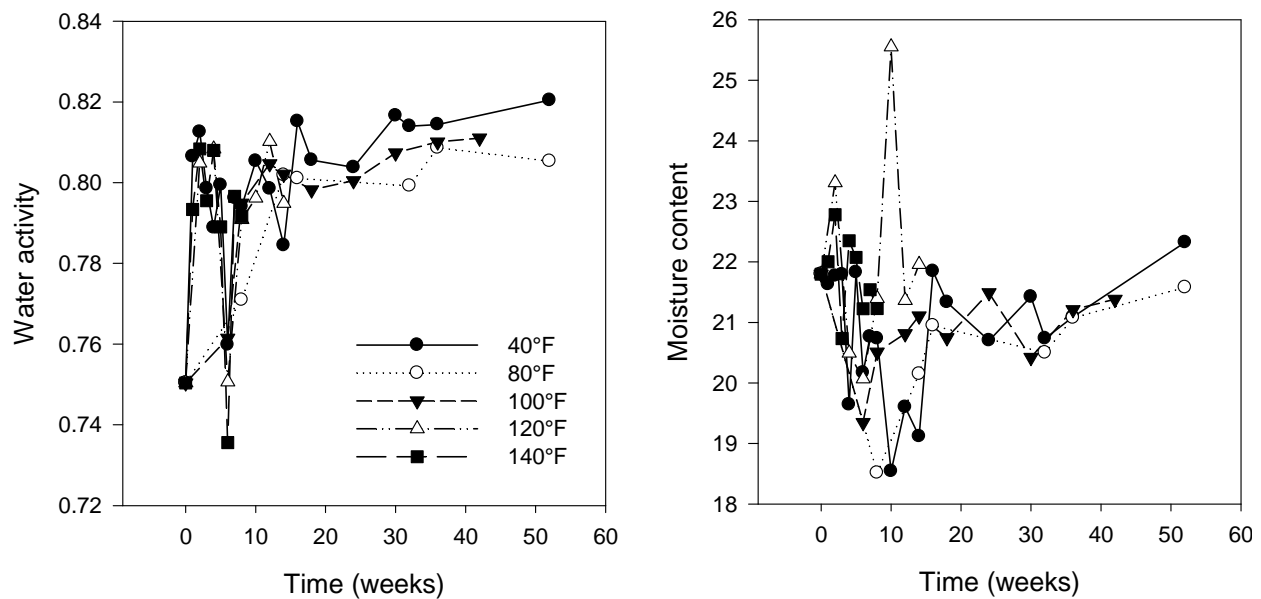 0.84
0.82
0.80
0.78
0.76
0.74
0.72
Water activity
0 10 20 30 40 50 60
Time (weeks)
40°F
80°F
100°F
120°F
140°F
26
25
24
23
22
21
20
19
18
Moisture content
0 10 20 30 40 50 60
Time (weeks)